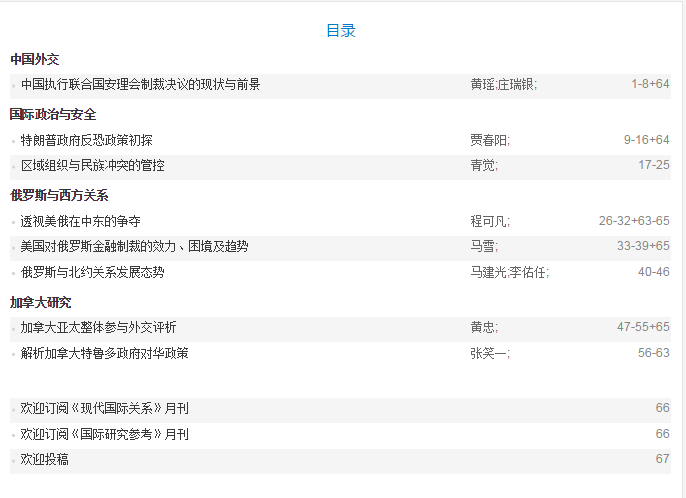 目录
中国外交
中国执行联合国安理会制裁决议的现状与前景 黄瑶;庄瑞银; 1-8+64
国际政治与安全
特朗普政府反恐政策初探 贾春阳; 9-16+64
区域组织与民族冲突的管控 青觉; 17-25
俄罗斯与西方关系
透视美俄在中东的争夺 程可凡; 26-32+63-65
美国对俄罗斯金融制裁的效力、困境及趋势 马雪; 33-39+65
俄罗斯与北约关系发展态势 马建光;李佑任; 40-46
加拿大研究
加拿大亚太整体参与外交评析 黄忠; 47-55+65
解析加拿大特鲁多政府对华政策 张笑一; 56-63
欢迎订阅《现代国际关系》月刊 66
欢迎订阅《国际研究参考》月刊 66
欢迎投稿 67